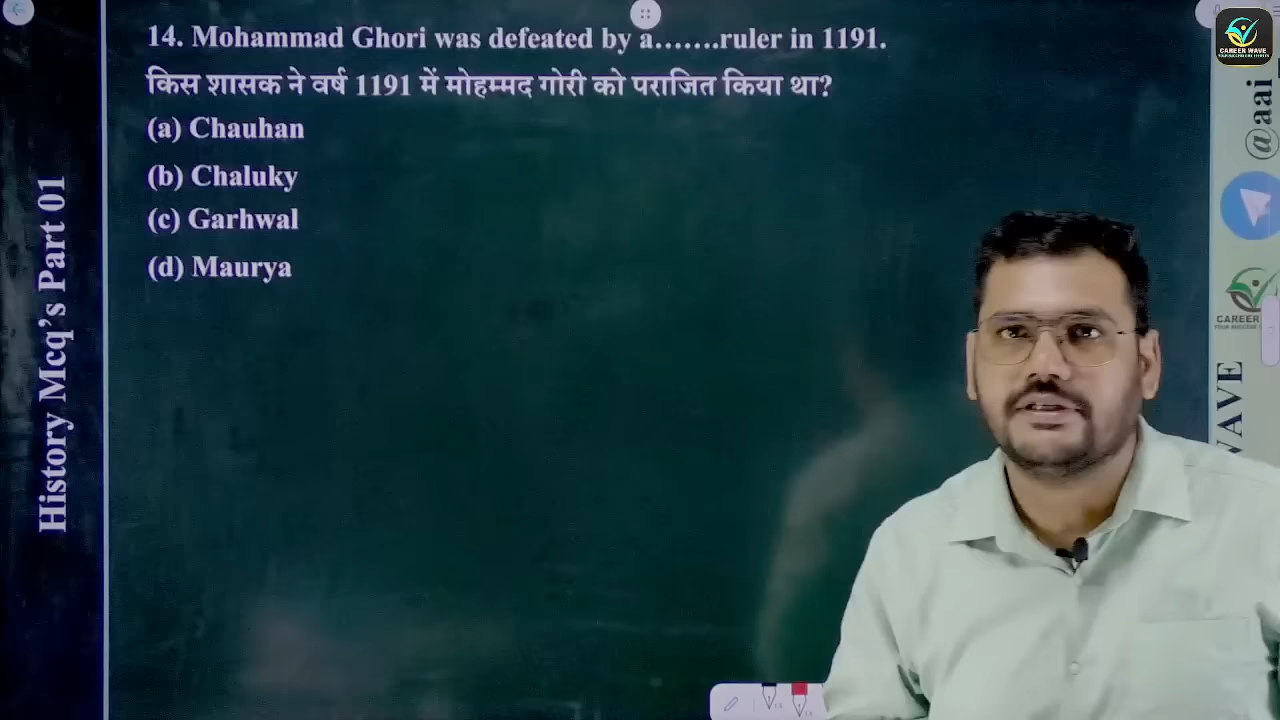 14. Mohammad Ghori was defeated by a.......ruler in 1191.
किस शासक ने वर्ष 1191 में मोहम्मद गोरी को पराजित किया था?
(a) Chauhan
(b) Chaluky
(c) Garhwal
(d) Maurya
History Mcq's Part 01
CAREER WAVE
@aai
CAREER
WAVE